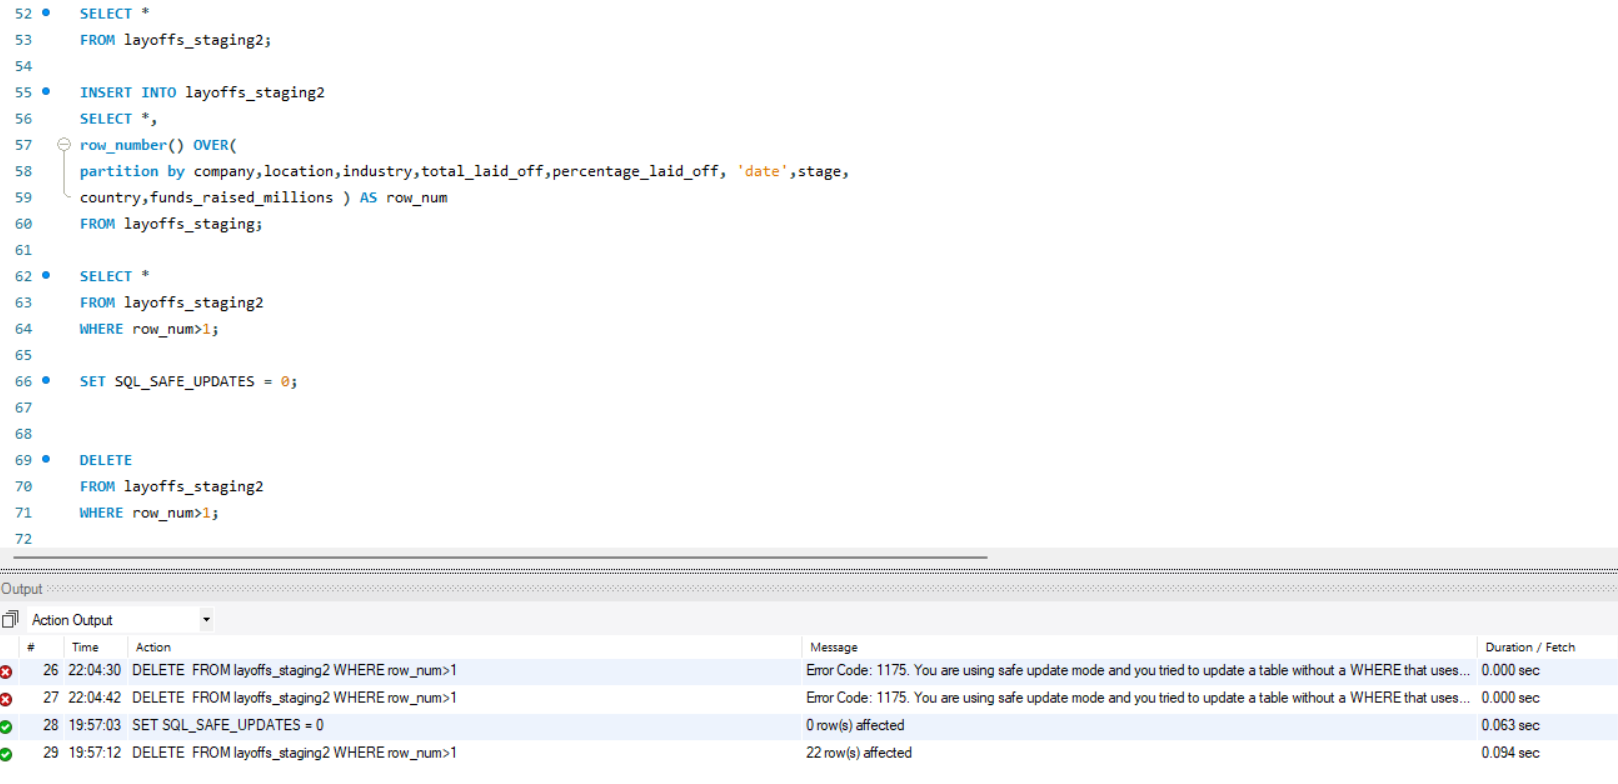 52 SELECT *
53 FROM layoffs_staging2;
54
55 INSERT INTO layoffs_staging2
56 SELECT *,
57 row_number() OVER(
58 partition by company,location,industry,total_laid_off,percentage_laid_off, 'date',stage,
59 country,funds_raised_millions ) AS row_num
60 FROM layoffs_staging;
61
62 SELECT *
63 FROM layoffs_staging2
64 WHERE row_num>1;
65
66 SET SQL_SAFE_UPDATES = 0;
67
68
69 DELETE
70 FROM layoffs_staging2
71 WHERE row_num>1;
72
Output
Action Output
# Time Action Message Duration / Fetch
26 22:04:30 DELETE FROM layoffs_staging2 WHERE row_num>1 Error Code: 1175. You are using safe update mode and you tried to update a table without a WHERE that uses... 0.000 sec
27 22:04:42 DELETE FROM layoffs_staging2 WHERE row_num>1 Error Code: 1175. You are using safe update mode and you tried to update a table without a WHERE that uses... 0.000 sec
28 19:57:03 SET SQL_SAFE_UPDATES = 0 0 row(s) affected 0.063 sec
29 19:57:12 DELETE FROM layoffs_staging2 WHERE row_num>1 22 row(s) affected 0.094 sec